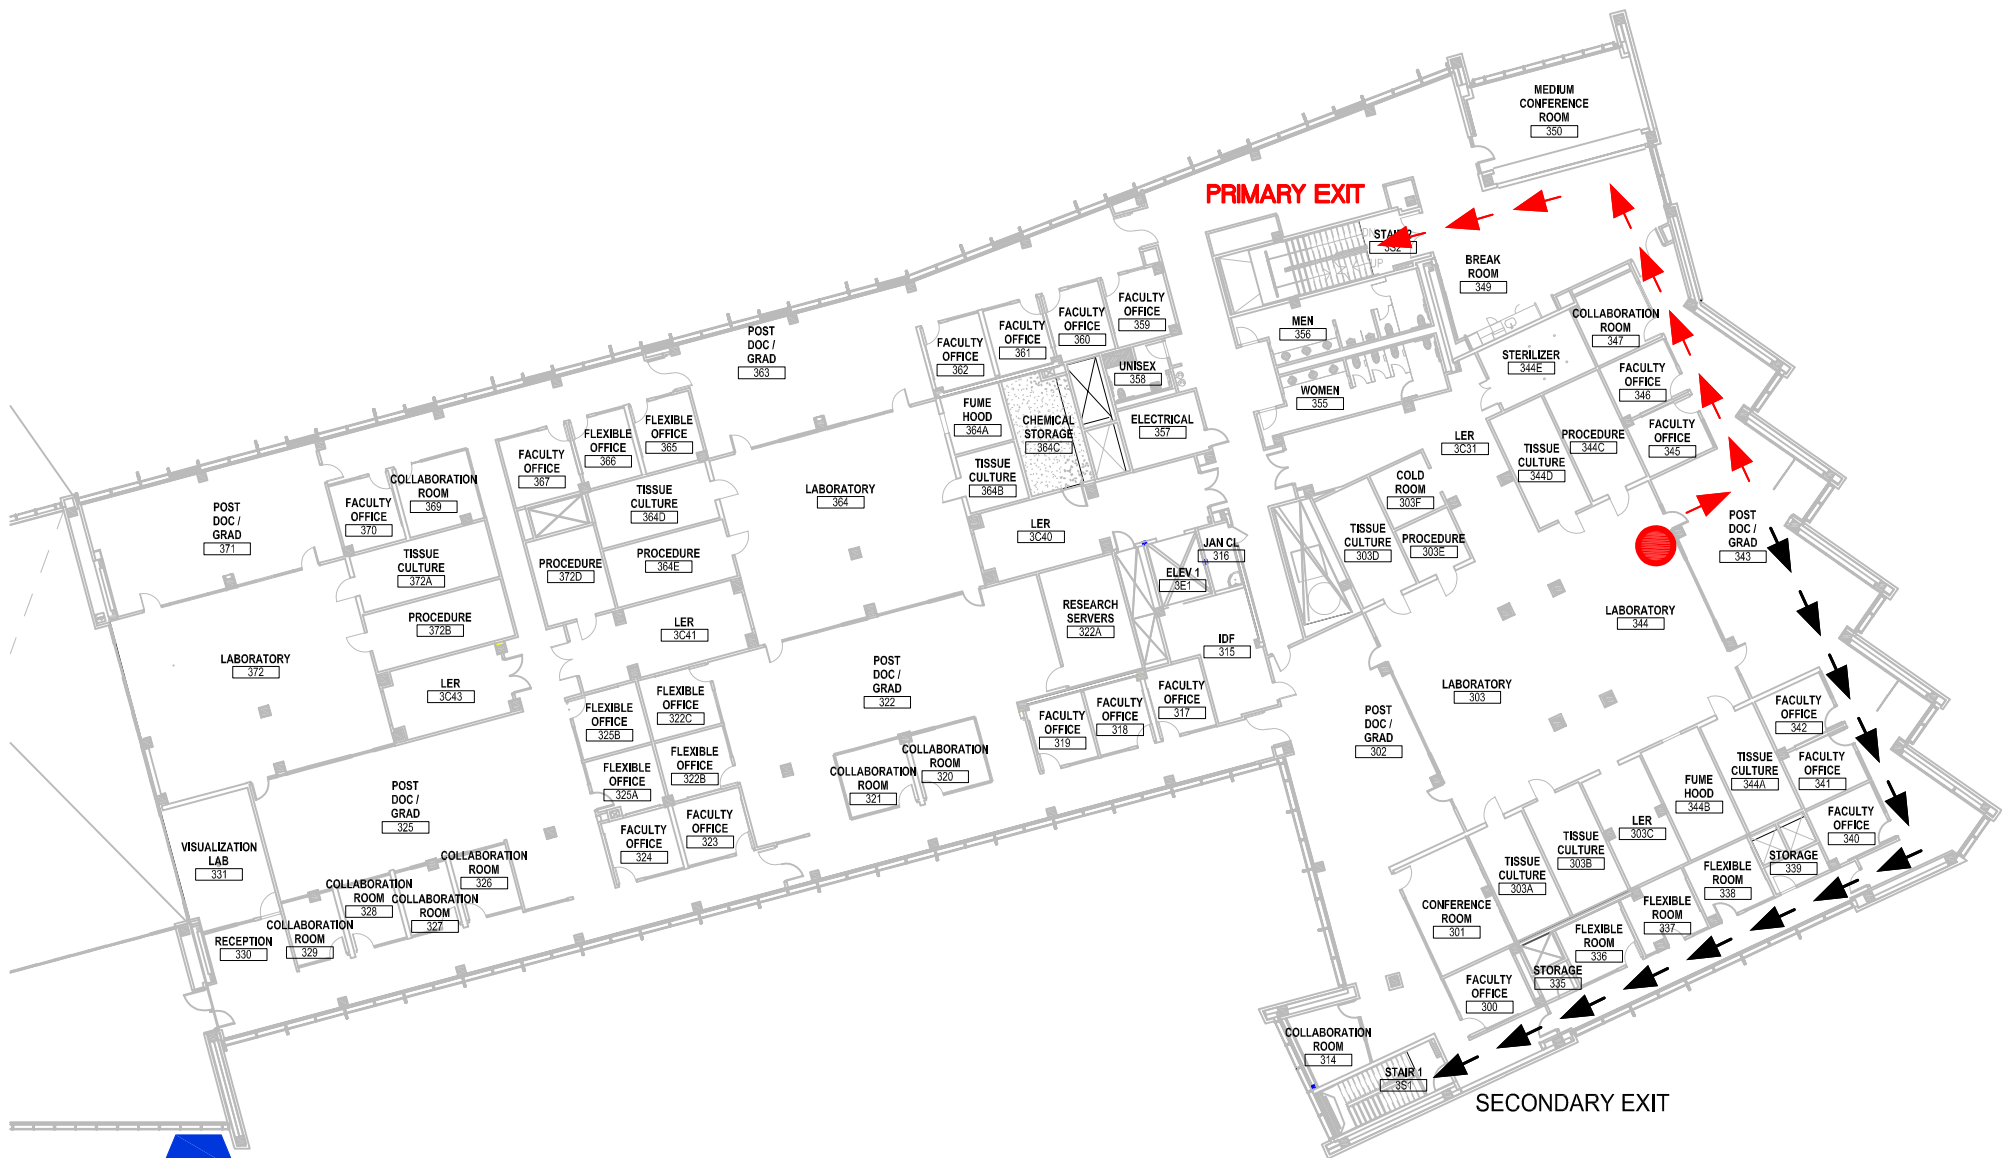 MEDIUM
CONFERENCE
ROOM
350
PRIMARY EXIT
STAIR 2
3S2
DN
UP
BREAK
ROOM
349
FACULTY
OFFICE
359
FACULTY
OFFICE
360
FACULTY
OFFICE
361
FACULTY
OFFICE
362
POST
DOC /
GRAD
363
MEN
356
COLLABORATION
ROOM
347
STERILIZER
344E
UNISEX
358
FACULTY
OFFICE
346
WOMEN
355
FUME
HOOD
364A
CHEMICAL
STORAGE
364C
ELECTRICAL
357
FLEXIBLE
OFFICE
365
FLEXIBLE
OFFICE
366
FACULTY
OFFICE
367
LER
3C31
TISSUE
CULTURE
344D
PROCEDURE
344C
FACULTY
OFFICE
345
COLLABORATION
ROOM
369
FACULTY
OFFICE
370
POST
DOC /
GRAD
371
TISSUE
CULTURE
364D
LABORATORY
364
TISSUE
CULTURE
364B
COLD
ROOM
303F
LER
3C40
JAN CL
316
TISSUE
CULTURE
303D
PROCEDURE
303E
POST
DOC /
GRAD
343
TISSUE
CULTURE
372A
PROCEDURE
372D
PROCEDURE
364E
ELEV 1
3E1
RESEARCH
SERVERS
322A
LABORATORY
344
PROCEDURE
372B
LER
3C41
IDF
315
LABORATORY
372
LER
3C43
POST
DOC /
GRAD
322
LABORATORY
303
FLEXIBLE
OFFICE
325B
FLEXIBLE
OFFICE
322C
FACULTY
OFFICE
319
FACULTY
OFFICE
318
FACULTY
OFFICE
317
POST
DOC /
GRAD
302
FACULTY
OFFICE
342
FLEXIBLE
OFFICE
325A
FLEXIBLE
OFFICE
322B
COLLABORATION
ROOM
321
COLLABORATION
ROOM
320
FUME
HOOD
344B
TISSUE
CULTURE
344A
FACULTY
OFFICE
341
POST
DOC /
GRAD
325
FACULTY
OFFICE
324
FACULTY
OFFICE
323
LER
303C
FACULTY
OFFICE
340
VISUALIZATION
LAB
331
COLLABORATION
ROOM
326
TISSUE
CULTURE
303A
TISSUE
CULTURE
303B
STORAGE
339
FLEXIBLE
ROOM
338
COLLABORATION
ROOM
328
COLLABORATION
ROOM
327
CONFERENCE
ROOM
301
FLEXIBLE
ROOM
337
RECEPTION
330
COLLABORATION
ROOM
329
FLEXIBLE
ROOM
336
STORAGE
335
FACULTY
OFFICE
300
COLLABORATION
ROOM
314
STAIR 1
3S1
SECONDARY EXIT